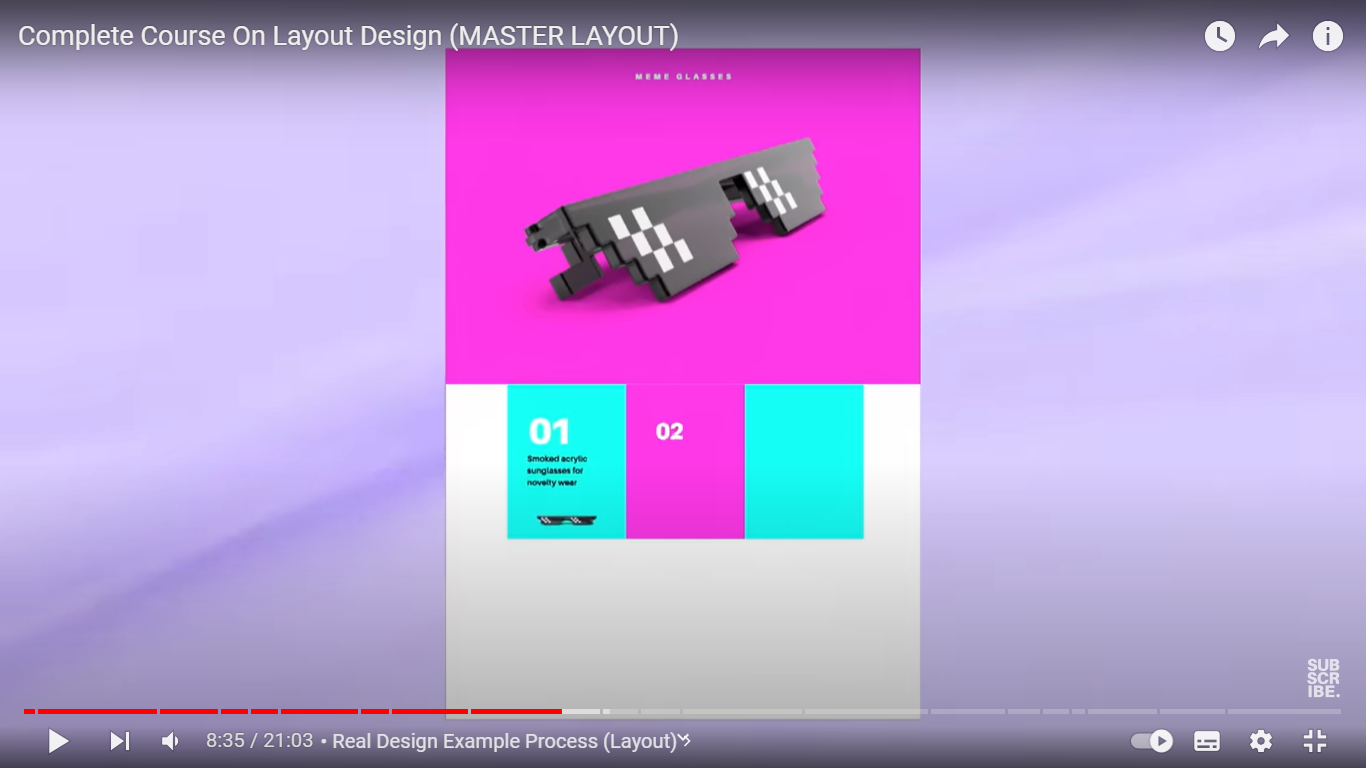 Complete Course On Layout Design (MASTER LAYOUT)
MEME GLASSES
01
Smoked acrylic
sunglasses for
novelty wear
02
SUB
SCR
IBE.
8:35 / 21:03 • Real Design Example Process (Layout)